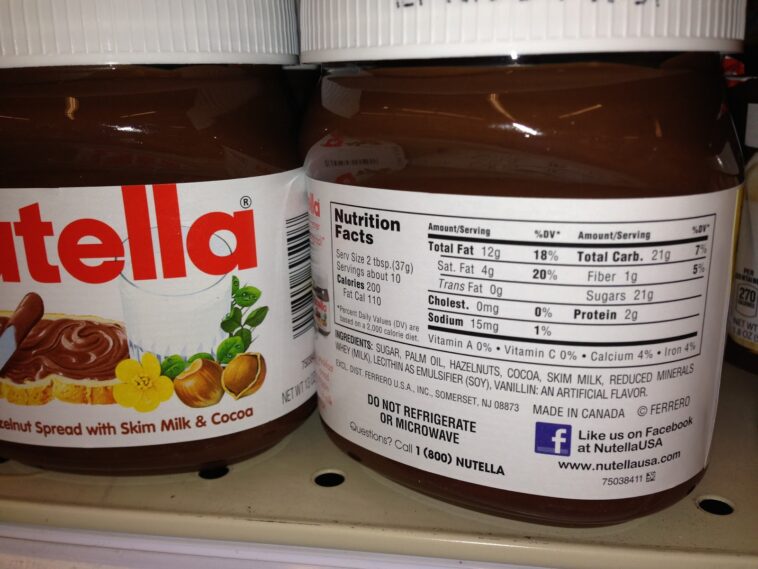 utella®
zelnut Spread with Skim Milk & Cocoa
NET WT
Nutrition
Facts
Serv Size 2 tbsp. (37g)
Servings about 10
Calories 200
Fat Cal 110
*Percent Daily Values (DV) are
based on a 2,000 calorie diet.
Amount/Serving %DV* Amount/Serving %DV*
Total Fat 12g 18% Total Carb. 21g 7%
Sat. Fat 4g 20% Fiber 1g 5%
Trans Fat 0g Sugars 21g
Cholest. 0mg 0% Protein 2g
Sodium 15mg 1%
Vitamin A 0% • Vitamin C 0% • Calcium 4% • Iron 4%
INGREDIENTS: SUGAR, PALM OIL, HAZELNUTS, COCOA, SKIM MILK, REDUCED MINERALS
WHEY (MILK), LECITHIN AS EMULSIFIER (SOY), VANILLIN: AN ARTIFICIAL FLAVOR.
EXCL. DIST. FERRERO U.S.A., INC., SOMERSET, NJ 08873 MADE IN CANADA © FERRERO
DO NOT REFRIGERATE
OR MICROWAVE
Questions? Call 1 (800) NUTELLA
f
Like us on Facebook
at NutellaUSA
www.nutellausa.com
75038411
PER
270
NET WT